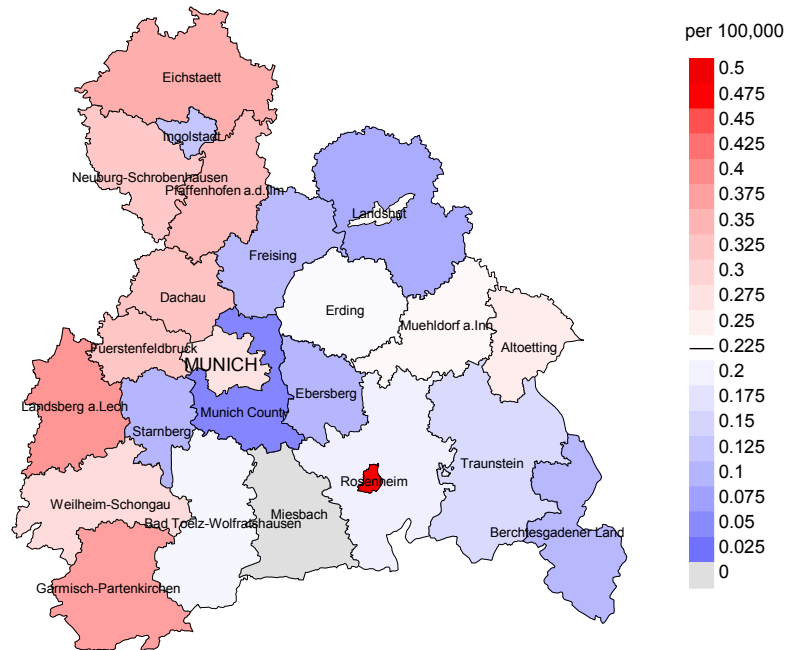 per 100,000
0.5
0.475
0.45
0.425
0.4
0.375
0.35
0.325
0.3
0.275
0.25
0.225
0.2
0.175
0.15
0.125
0.1
0.075
0.05
0.025
0
Eichstaett
Ingolstadt
Neuburg-Schrobenhausen
Pfaffenhofen a.d.Ilm
Landshut
Freising
Dachau
Erding
Muehldorf a.Inn
Altoetting
Fuerstenfeldbruck
MUNICH
Ebersberg
Landsberg a.Lech
Munich County
Starnberg
Traunstein
Rosenheim
Weilheim-Schongau
Miesbach
Bad Toelz-Wolfratshausen
Berchtesgadener Land
Garmisch-Partenkirchen